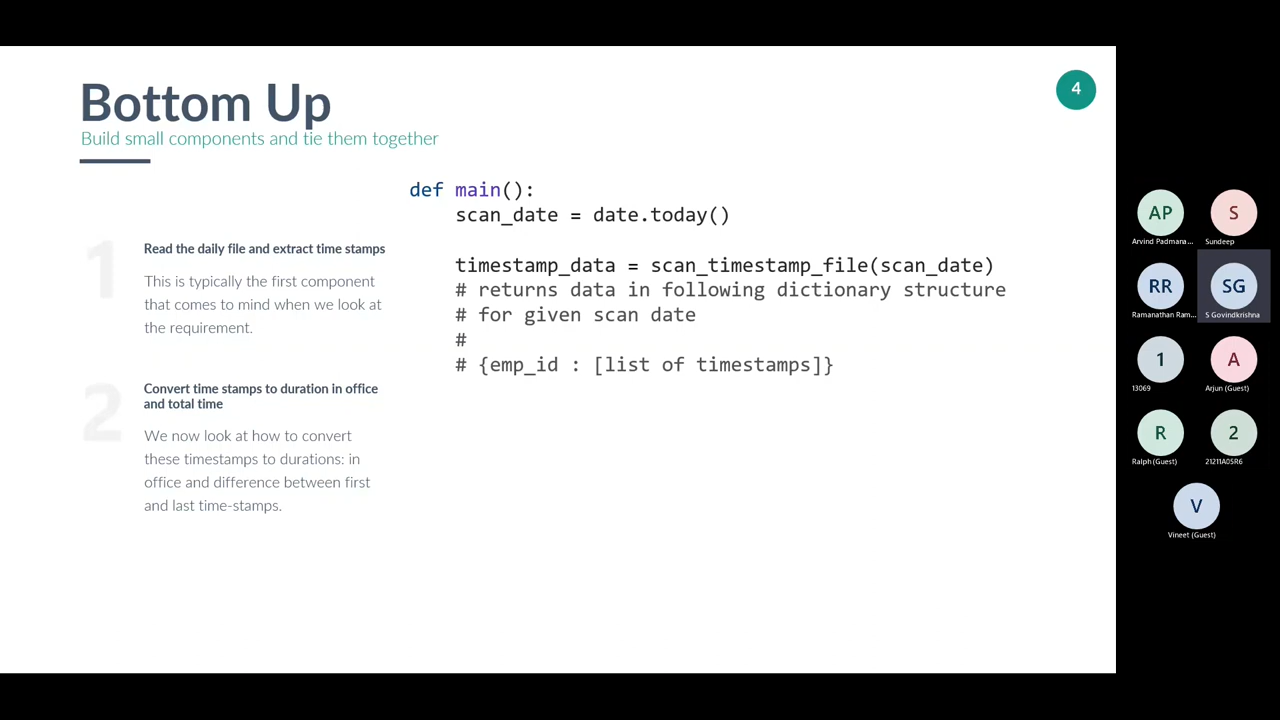 Bottom Up
Build small components and tie them together
4
1
Read the daily file and extract time stamps
This is typically the first component
that comes to mind when we look at
the requirement.
2
Convert time stamps to duration in office
and total time
We now look at how to convert
these timestamps to durations: in
office and difference between first
and last time-stamps.
def main():
    scan_date = date.today()
    timestamp_data = scan_timestamp_file(scan_date)
    # returns data in following dictionary structure
    # for given scan date
    #
    # {emp_id : [list of timestamps]}
AP
Arvind Padmana...
S
Sundeep
RR
Ramanathan Ram...
SG
S Govindkrishna
1
13069
A
Arjun (Guest)
R
Ralph (Guest)
2
21211A05R6
V
Vineet (Guest)